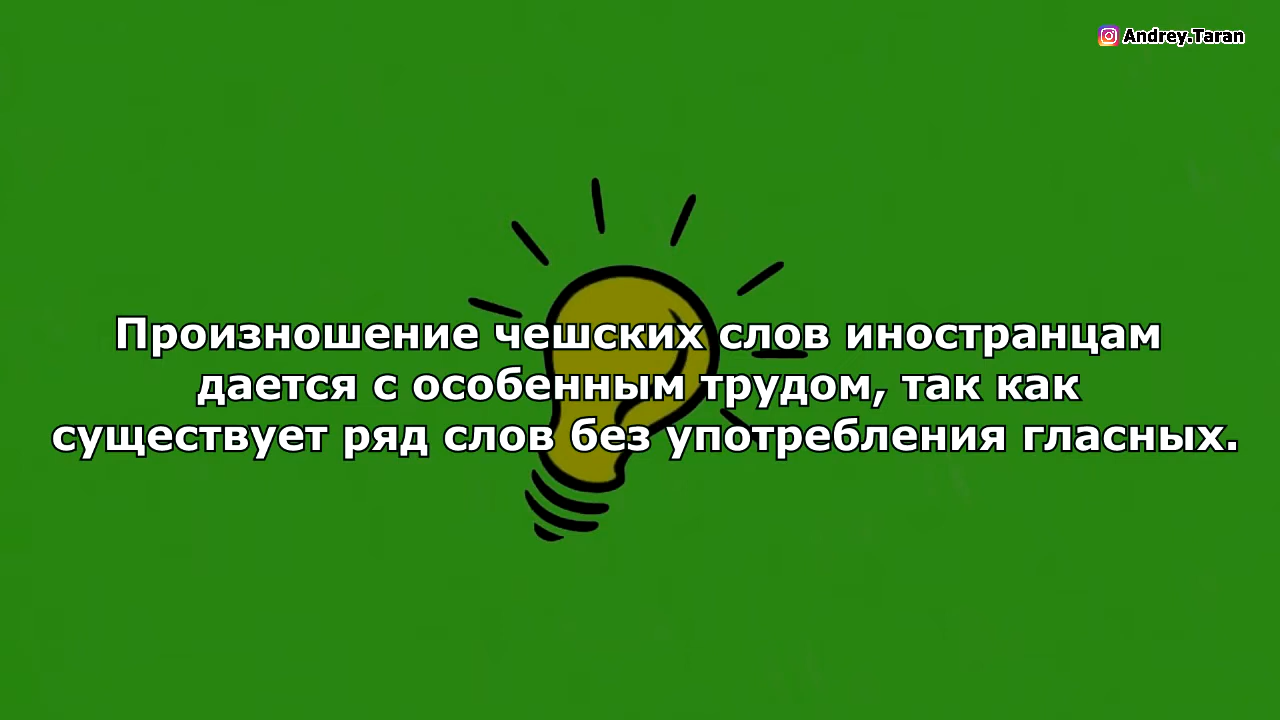 Andrey.Taran
Произношение чешских слов иностранцам
дается с особенным трудом, так как
существует ряд слов без употребления гласных.